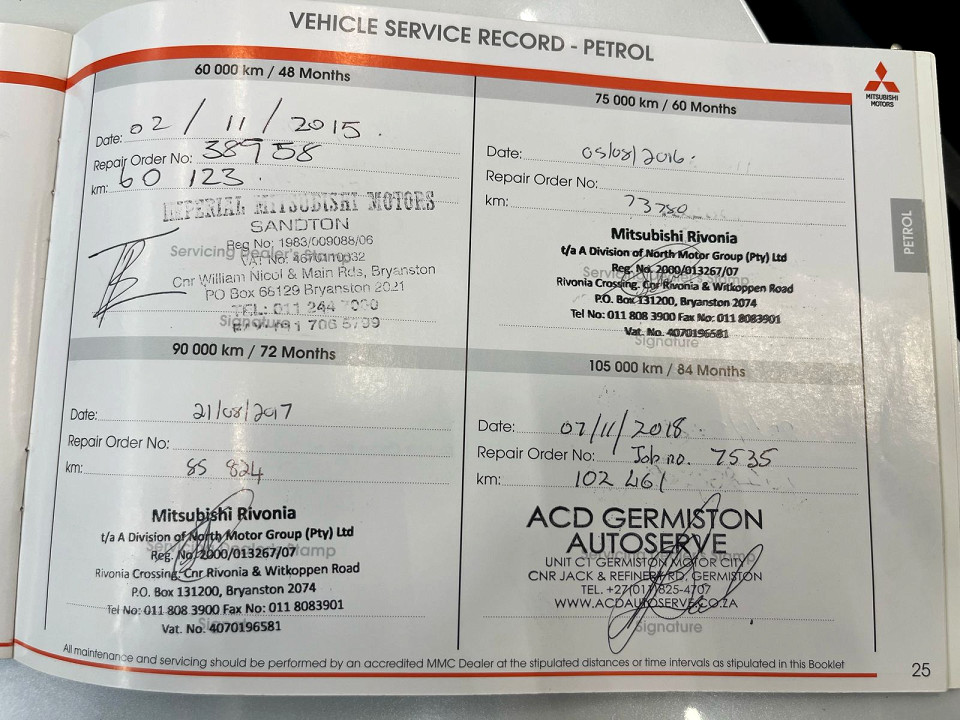 VEHICLE SERVICE RECORD - PETROL
MITSUBISHI MOTORS
60 000 km / 48 Months
Date: 02 / 11 / 2015
Repair Order No: 38958
km: 60 123
IMPERIAL MITSUBISHI MOTORS
SANDTON
Reg No: 1983/009088/06
Servicing Dealer's Stamp
Cnr William Nicol & Main Rds, Bryanston
PO Box 68129 Bryanston 2021
TEL: 011 244
Signature
75 000 km / 60 Months
Date: 05/08/2016
Repair Order No:
km: 73780
Mitsubishi Rivonia
t/a A Division of North Motor Group (Pty) Ltd
Reg. No. 2000/013267/07
Rivonia Crossing. Cnr Rivonia & Witkoppen Road
P.O. Box 131200, Bryanston 2074
Tel No: 011 808 3900 Fax No: 011 8083901
Vat. No. 4070196581
Signature
PETROL
90 000 km / 72 Months
Date: 21/08/2017
Repair Order No:
km: 85 824
Mitsubishi Rivonia
t/a A Division of North Motor Group (Pty) Ltd
Reg. No. 2000/013267/07
Rivonia Crossing. Cnr Rivonia & Witkoppen Road
P.O. Box 131200, Bryanston 2074
Tel No: 011 808 3900 Fax No: 011 8083901
Vat. No. 4070196581
105 000 km / 84 Months
Date: 07/11/2018
Repair Order No: Job no. 7535
km: 102 461
ACD GERMISTON
AUTOSERVE
UNIT C1 GERMISTON MOTOR CITY
CNR JACK & REFINERY RD, GERMISTON
TEL. +27(011)825-4707
WWW.ACDAUTOSERVE.CO.ZA
Signature
All maintenance and servicing should be performed by an accredited MMC Dealer at the stipulated distances or time intervals as stipulated in this Booklet
25